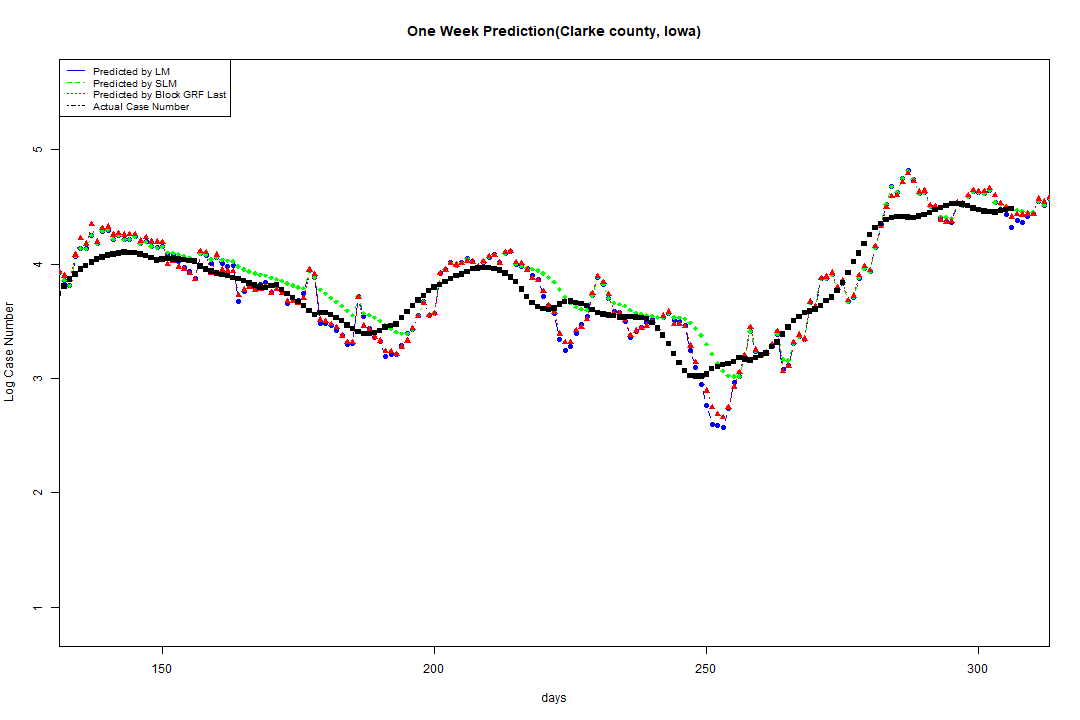 One Week Prediction(Clarke county, Iowa)
Predicted by LM
Predicted by SLM
Predicted by Block GRF Last
Actual Case Number
5
4
3
2
1
Log Case Number
150 200 250 300
days